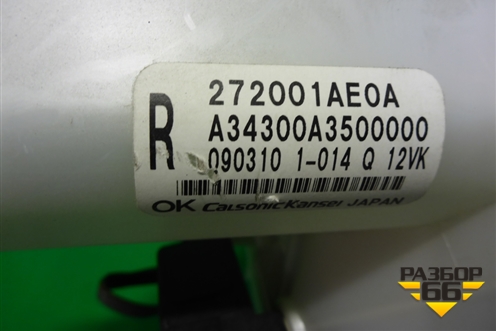 R
272001AE0A
A34300A3500000
090310 1-014 Q 12VK
OK CalsonicKansei JAPAN
РАЗБОР
66